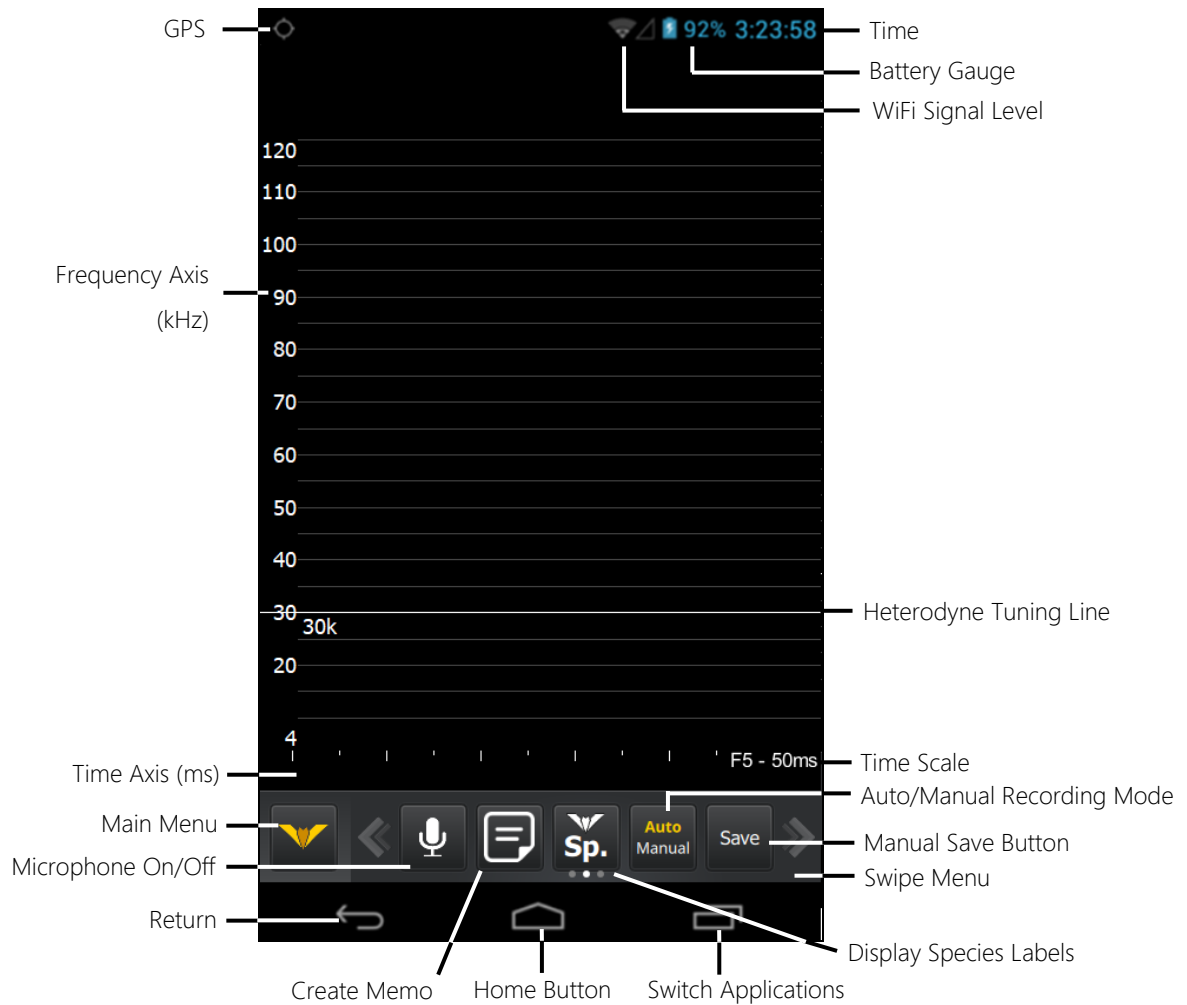 GPS
92% 3:23:58
Time
Battery Gauge
WiFi Signal Level
120
110
100
Frequency Axis
(kHz)
90
80
70
60
50
40
30
30k
Heterodyne Tuning Line
20
4
F5 - 50ms
Time Axis (ms)
Time Scale
Auto/Manual Recording Mode
Main Menu
Sp.
Auto
Manual
Save
Manual Save Button
Microphone On/Off
Swipe Menu
Return
Display Species Labels
Create Memo
Home Button
Switch Applications